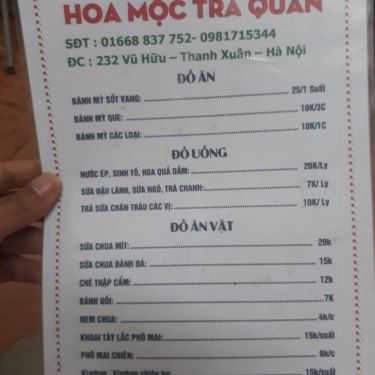 HOA MỘC TRÀ QUÁN
SĐT : 01668 837 752- 0981715344
ĐC : 232 Vũ Hữu – Thanh Xuân – Hà Nội
ĐỒ ĂN
BÁNH MỲ SỐT VANG: 25/1 Suất
BÁNH MỲ QUE: 10K/2C
BÁNH MỲ CÁC LOẠI: 10K/1C
ĐỒ UỐNG
NƯỚC ÉP, SINH TỐ, HOA QUẢ DẦM: 20K/Ly
SỮA ĐẬU LÀNH, SỮA NGÔ, TRÀ CHANH: 7K/ Ly
TRÀ SỮA CHÂN TRÂU CÁC VỊ: 10K/ Ly
ĐỒ ĂN VẶT
SỮA CHUA MÍT: 20k
SỮA CHUA ĐÁNH ĐÁ: 15k
CHÈ THẬP CẨM: 12k
BÁNH GỐI: 7K
NEM CHUA: 4k/c
KHOAI TÂY LẮC PHÔ MAI: 15k/suất
PHÔ MAI CHIÊN: 6k/c
15k/suất